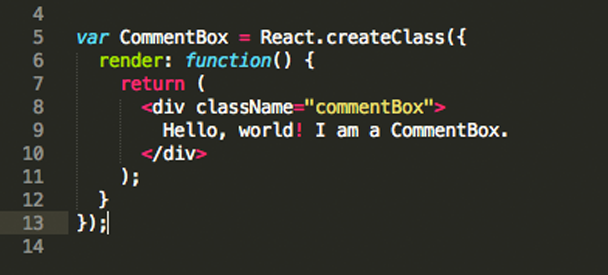 4
5 var CommentBox = React.createClass({
6 render: function() {
7 return (
8 <div className="commentBox">
9 Hello, world! I am a CommentBox.
10 </div>
11 );
12 }
13 });
14